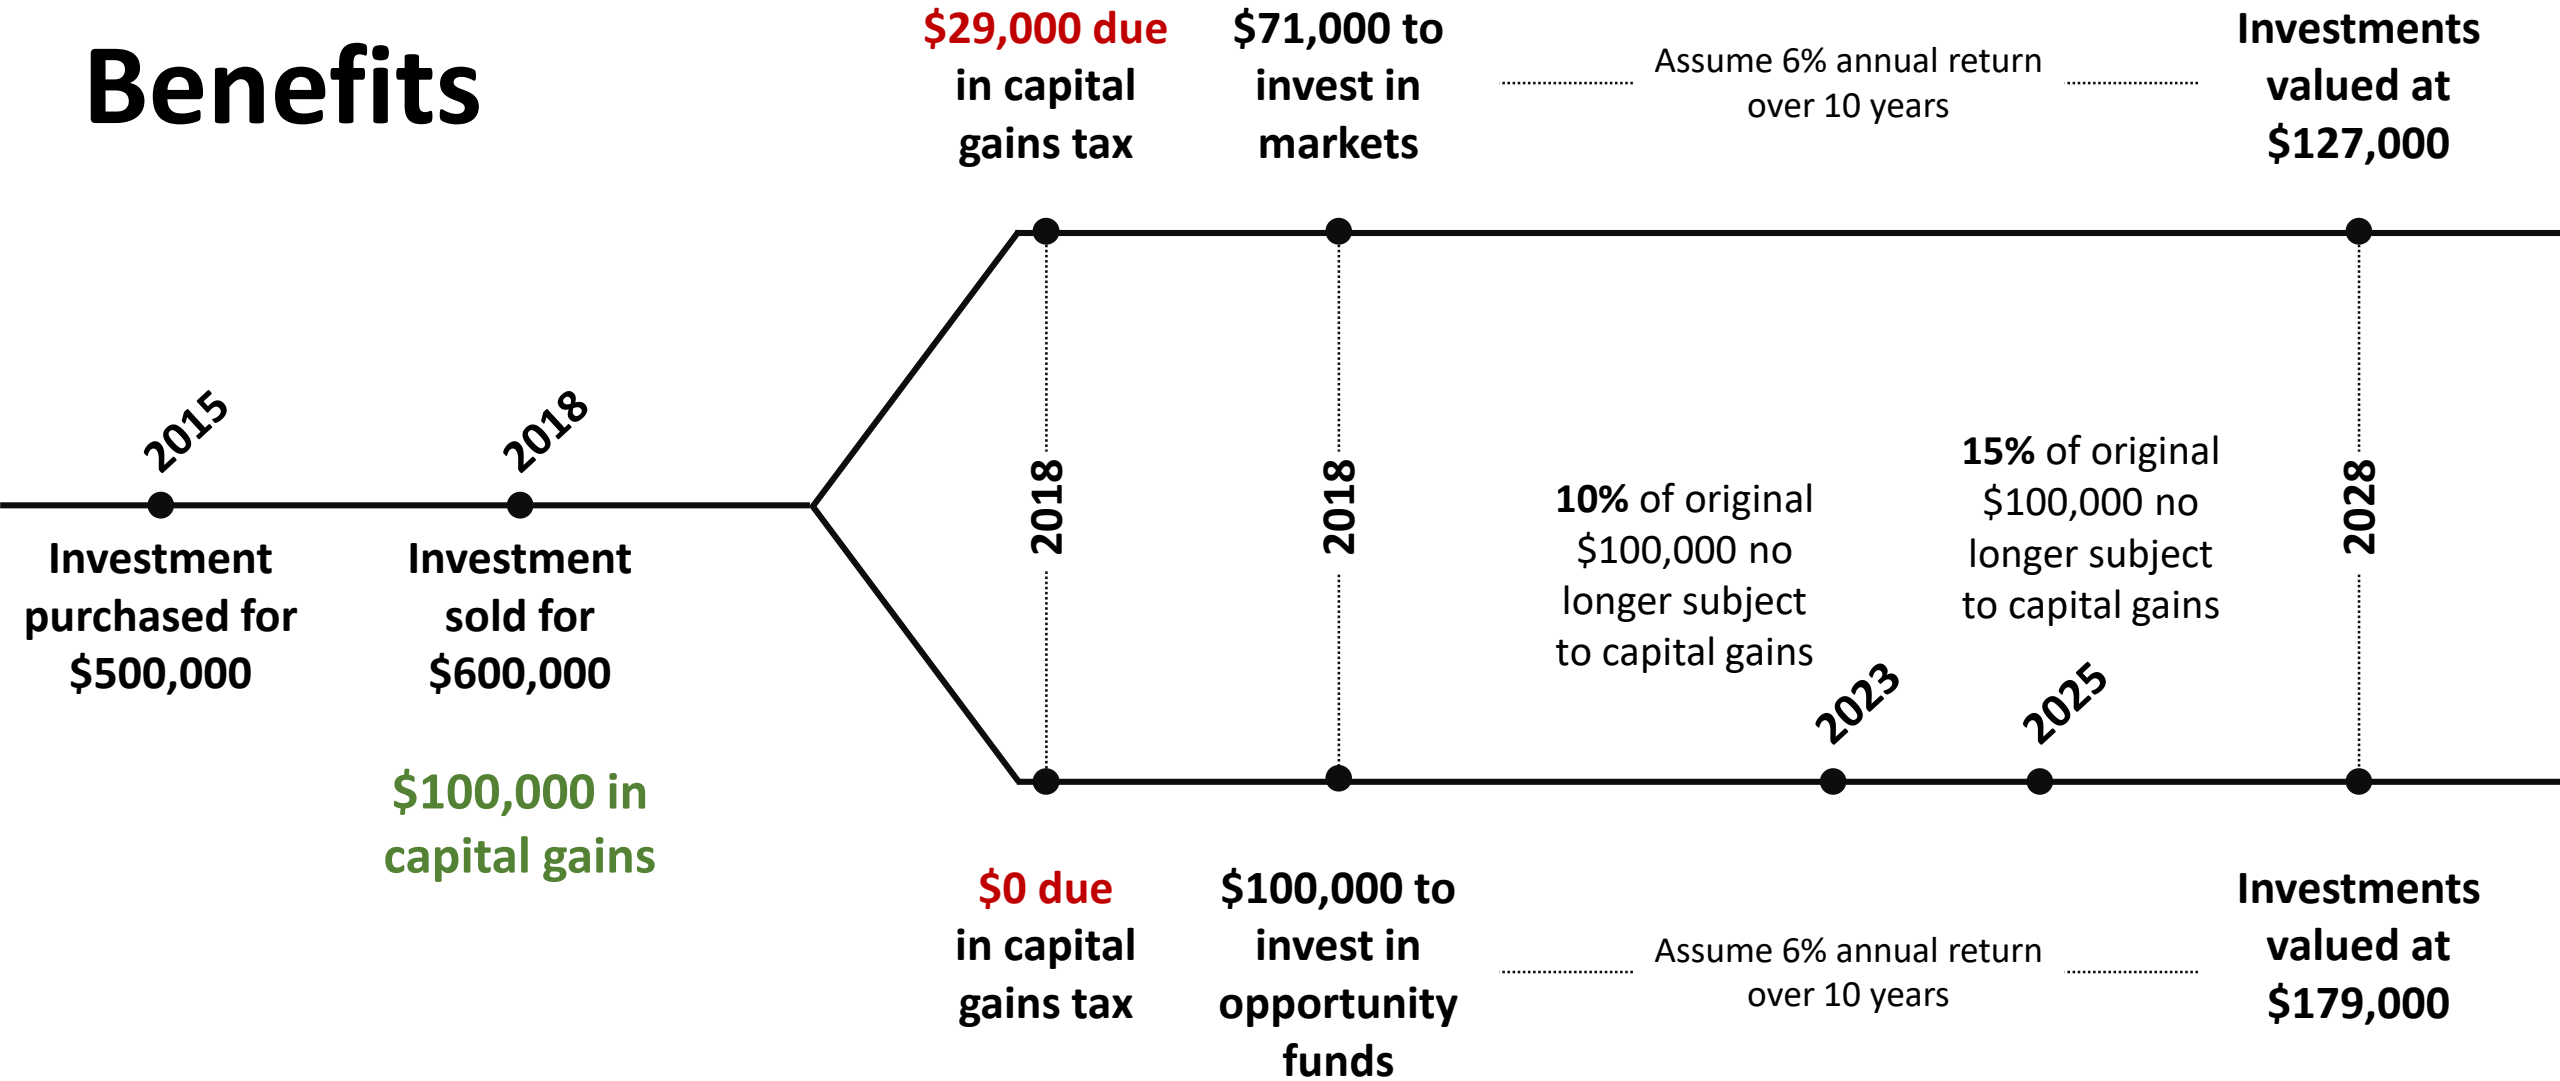 Benefits
$29,000 due
in capital
gains tax
$71,000 to
invest in
markets
Assume 6% annual return
over 10 years
Investments
valued at
$127,000
2015
Investment
purchased for
$500,000
2018
Investment
sold for
$600,000
$100,000 in
capital gains
2018
2018
10% of original
$100,000 no
longer subject
to capital gains
2023
15% of original
$100,000 no
longer subject
to capital gains
2025
2028
$0 due
in capital
gains tax
$100,000 to
invest in
opportunity
funds
Assume 6% annual return
over 10 years
Investments
valued at
$179,000